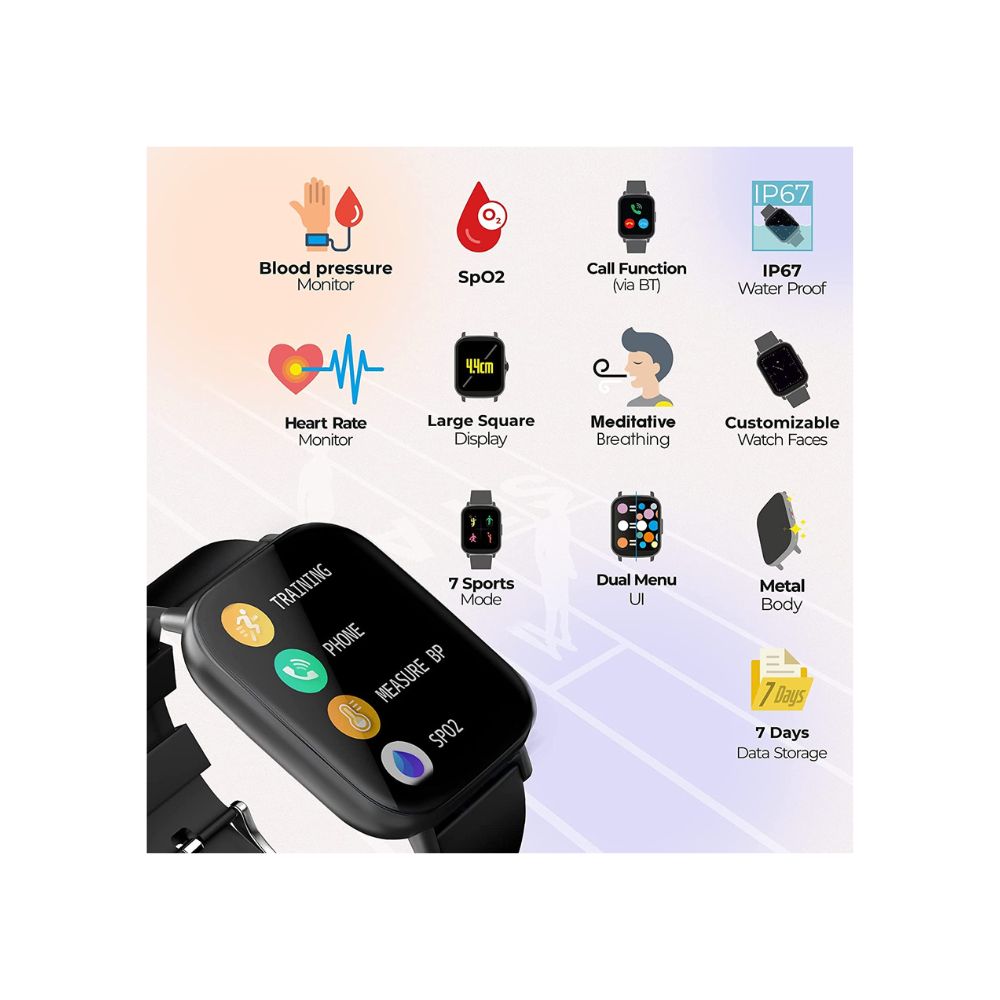 IP67
O2
Blood pressure
Monitor
SpO2
Call Function
(via BT)
IP67
Water Proof
4.4cm
Heart Rate
Monitor
Large Square
Display
Meditative
Breathing
Customizable
Watch Faces
7 Sports
Mode
Dual Menu
UI
Metal
Body
TRAINING
PHONE
MEASURE BP
SPO2
7 Days
7 Days
Data Storage